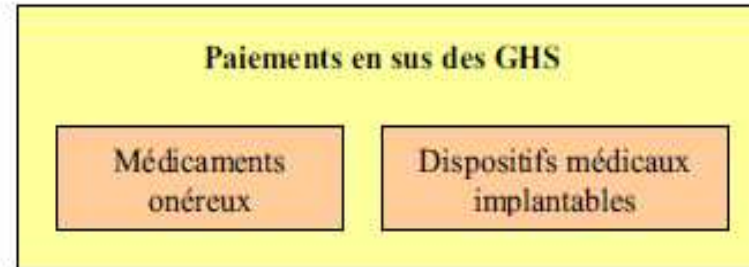 Paiements en sus des GHS
Médicaments
onéreux
Dispositifs médicaux
implantables